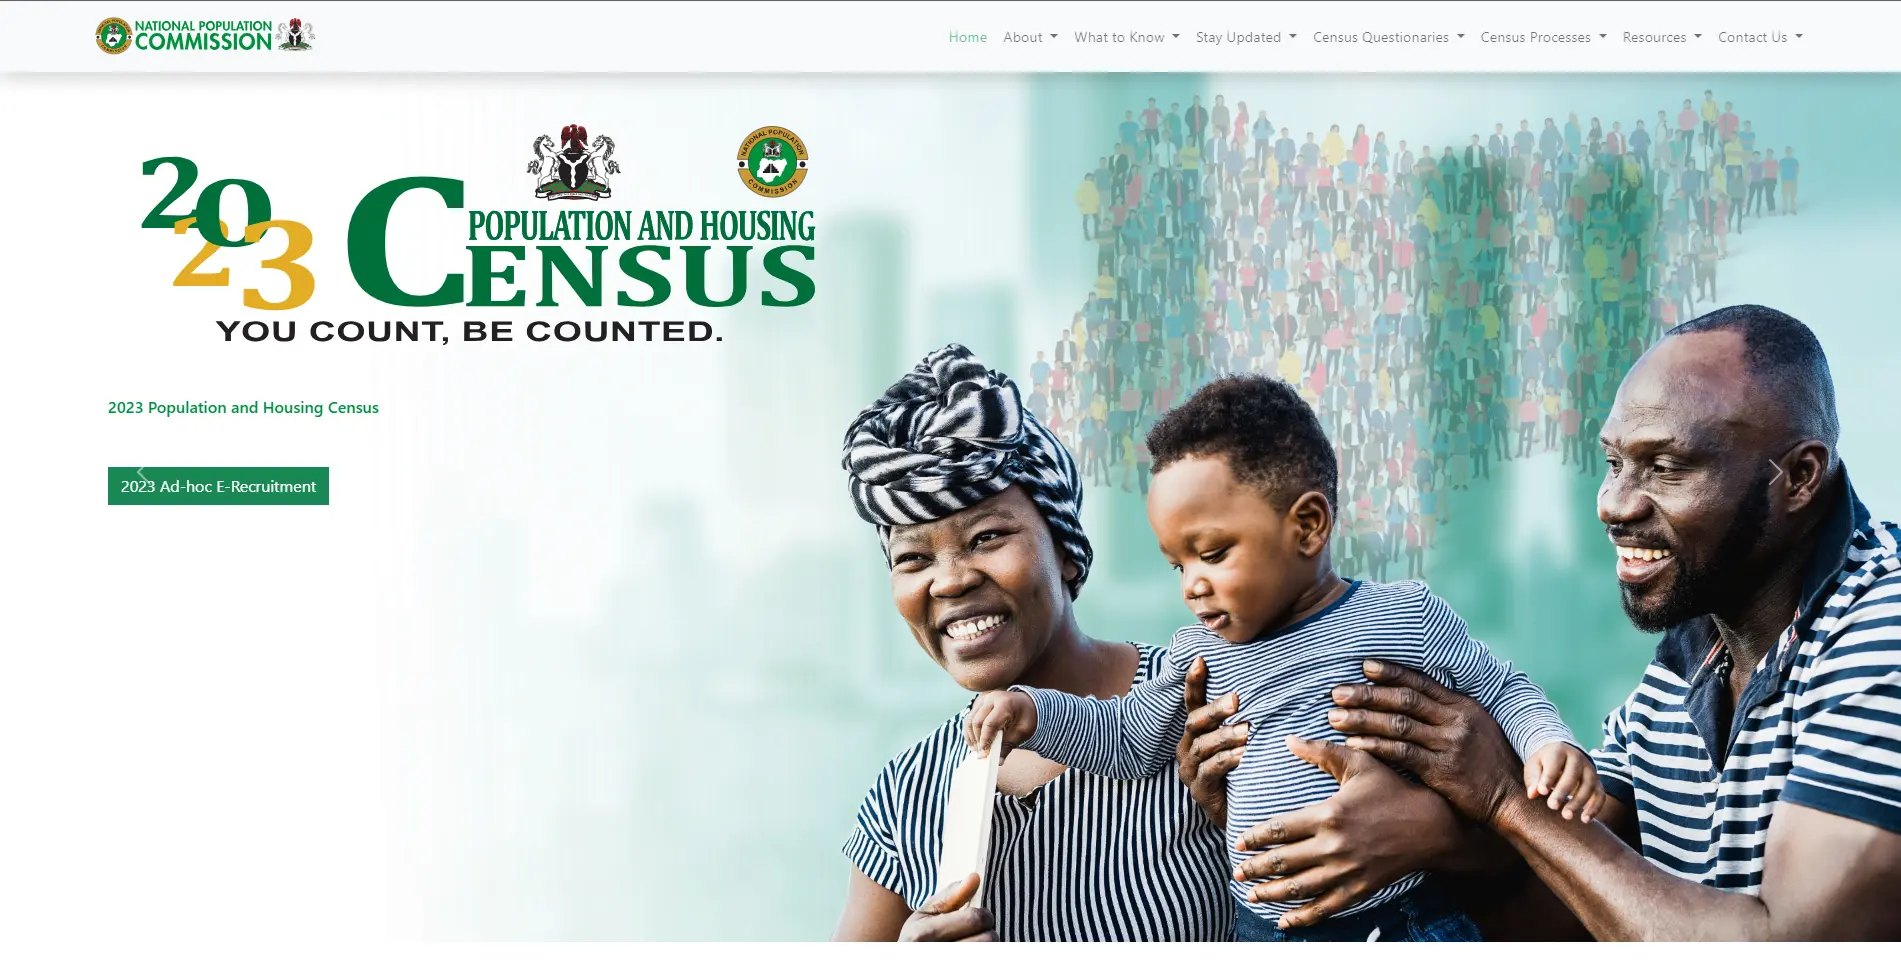 NATIONAL POPULATION
COMMISSION
Home About What to Know Stay Updated Census Questionaries Census Processes Resources Contact Us
NATIONAL POPULATION
COMMISSION
2023
POPULATION AND HOUSING
CENSUS
YOU COUNT, BE COUNTED.
2023 Population and Housing Census
2023 Ad-hoc E-Recruitment